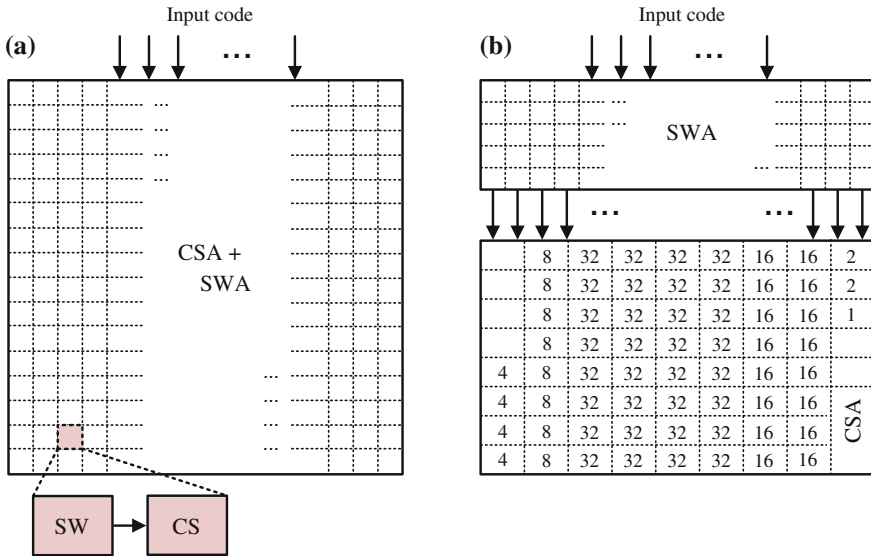 (a)
Input code
...
...
...
...
...
CSA +
SWA
...
...
...
...
SW
CS
(b)
Input code
...
...
...
SWA
...
...
...
8 32 32 32 32 16 16 2
8 32 32 32 32 16 16 2
8 32 32 32 32 16 16 1
8 32 32 32 32 16 16
4 8 32 32 32 32 16 16
4 8 32 32 32 32 16 16
4 8 32 32 32 32 16 16
4 8 32 32 32 32 16 16
CSA